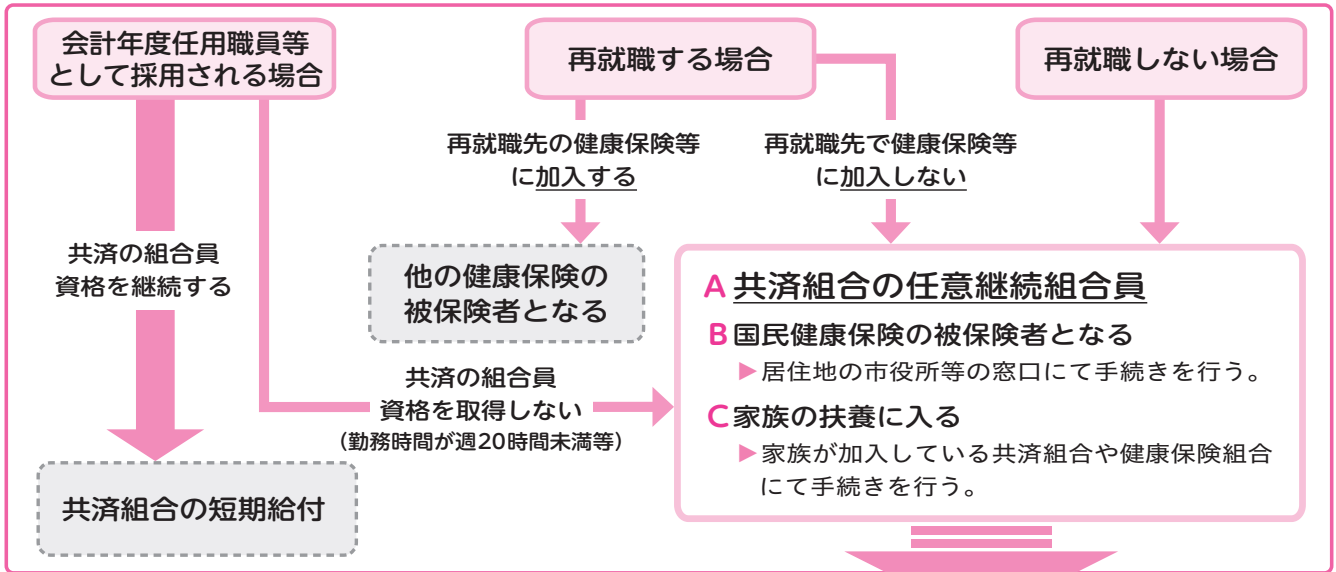 会計年度任用職員等
として採用される場合
再就職する場合
再就職しない場合
再就職先の健康保険等
に加入する
再就職先で健康保険等
に加入しない
共済の組合員
資格を継続する
他の健康保険の
被保険者となる
共済の組合員
資格を取得しない
（勤務時間が週20時間未満等）
共済組合の短期給付
A 共済組合の任意継続組合員
B 国民健康保険の被保険者となる
▶居住地の市役所等の窓口にて手続きを行う。
C 家族の扶養に入る
▶家族が加入している共済組合や健康保険組合
にて手続きを行う。